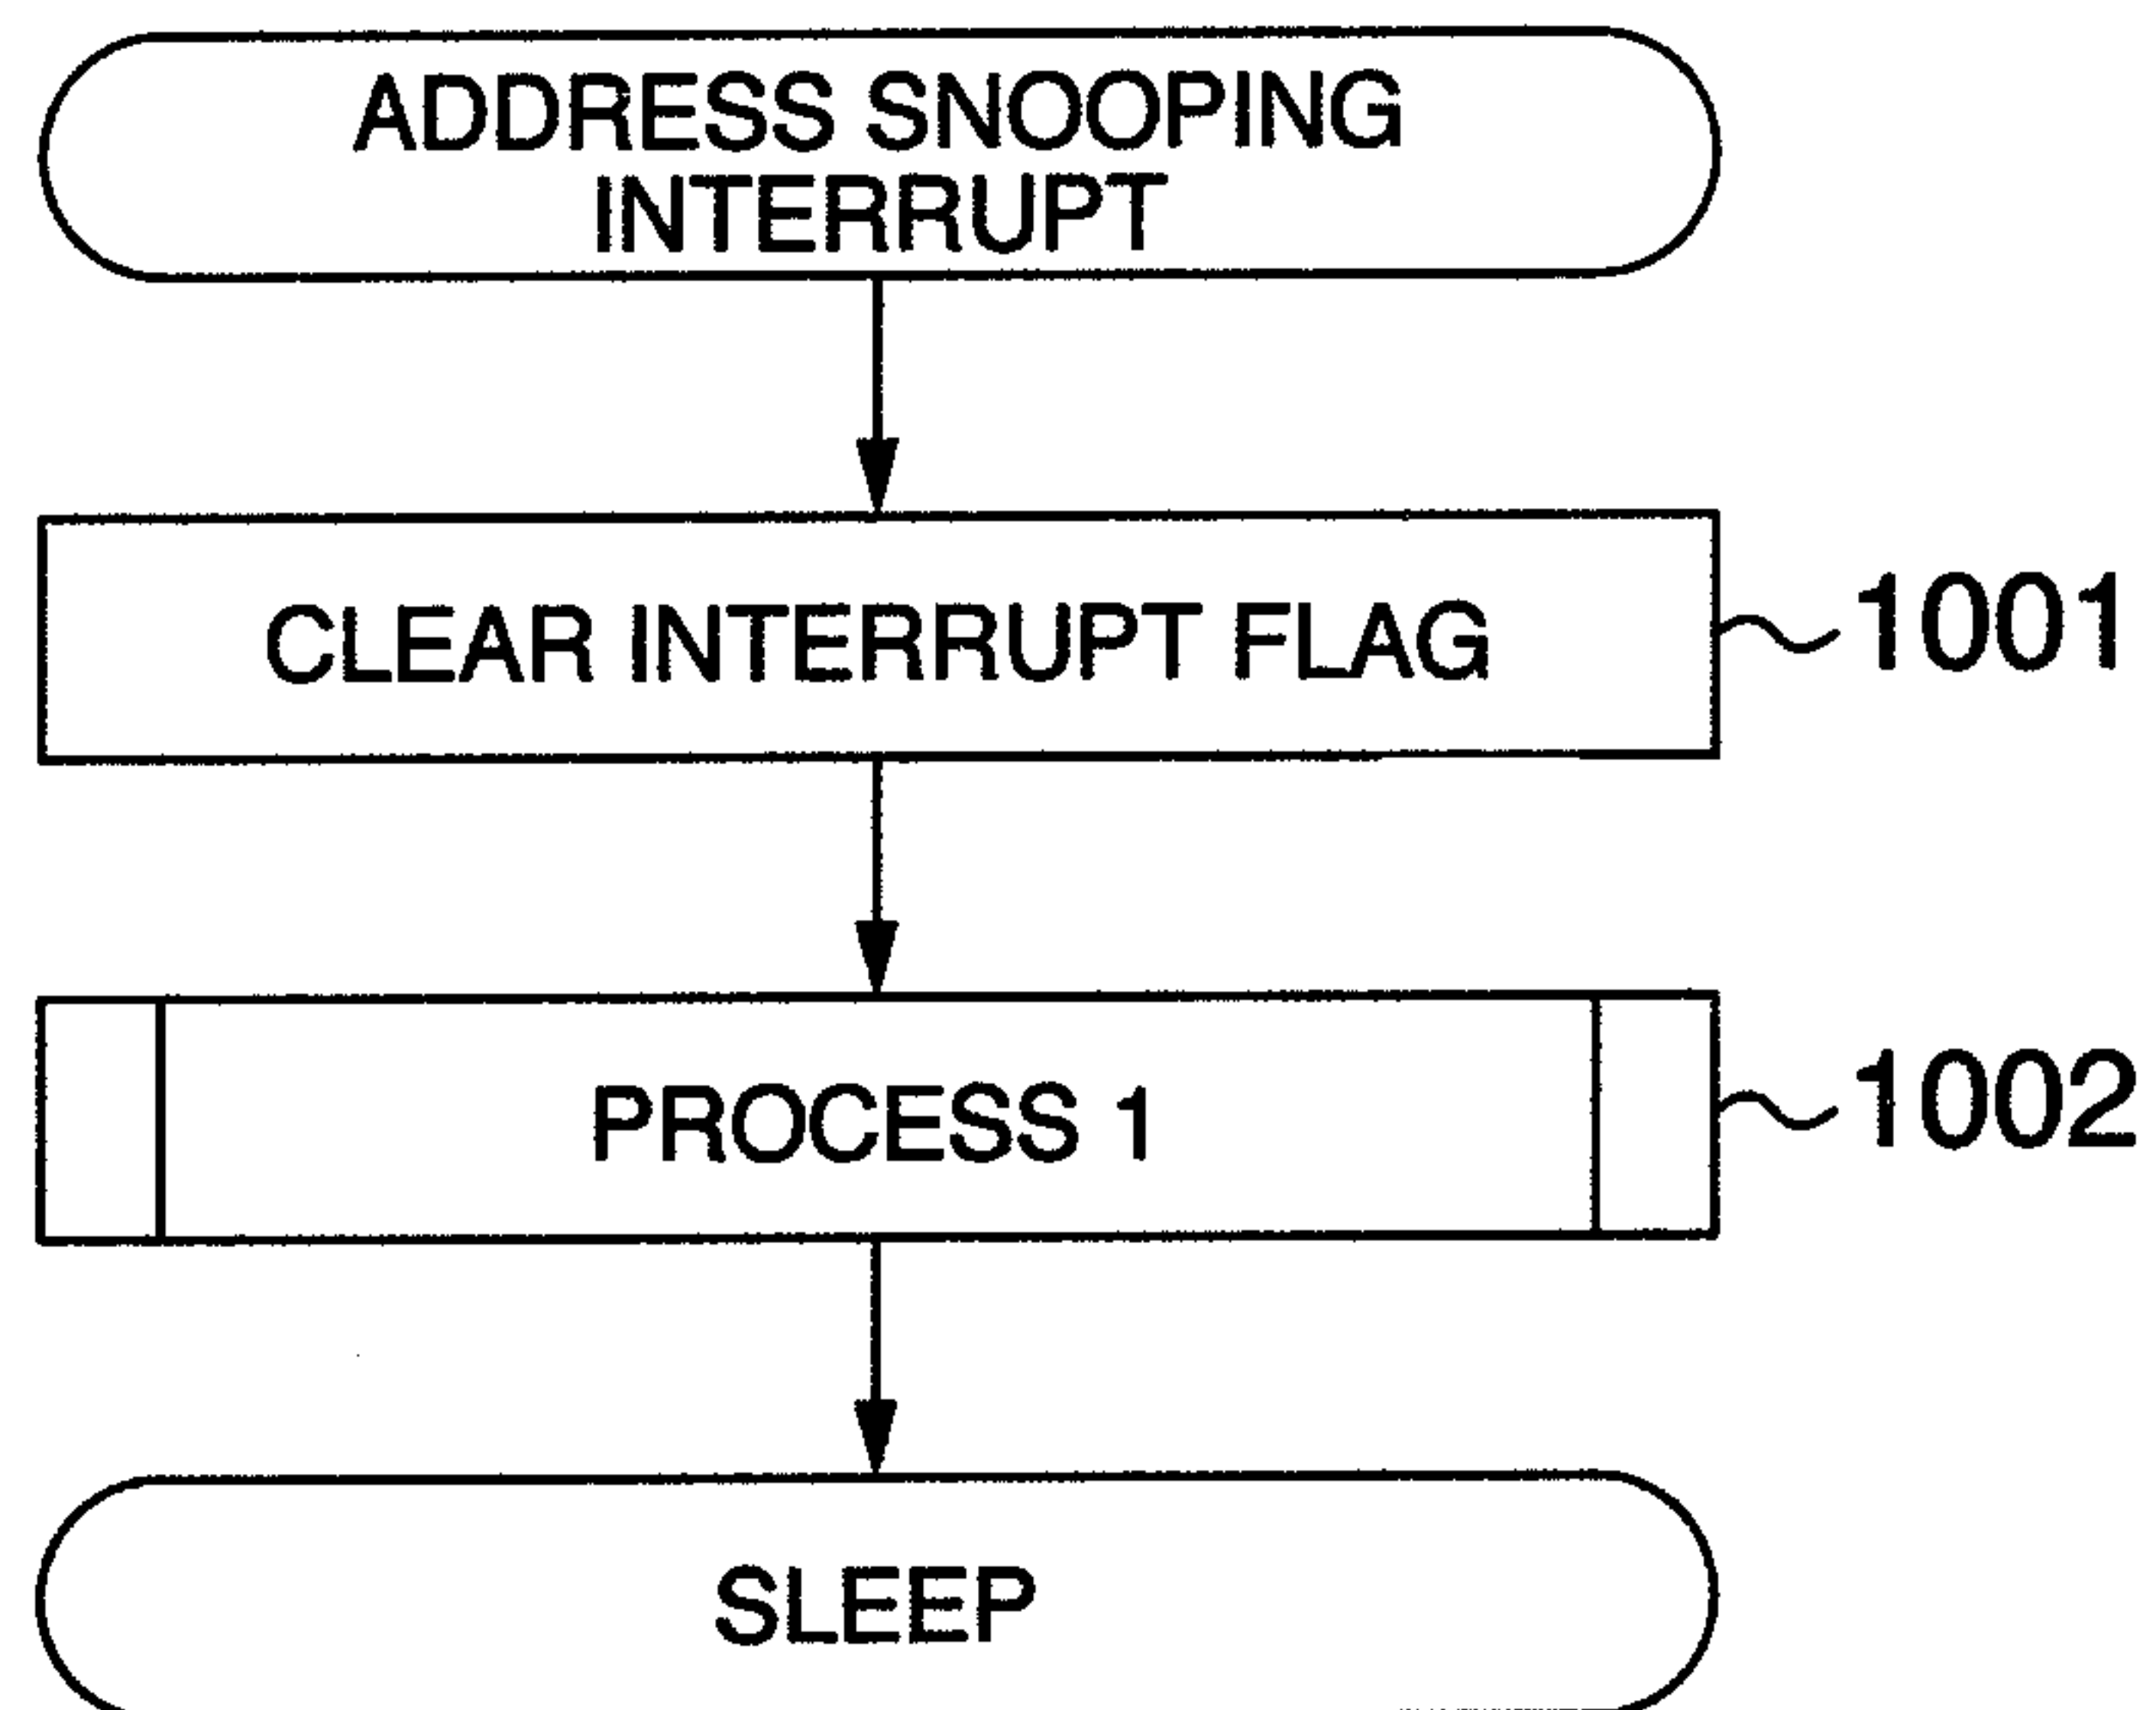 ADDRESS SNOOPING
INTERRUPT
CLEAR INTERRUPT FLAG
1001
PROCESS 1
1002
SLEEP